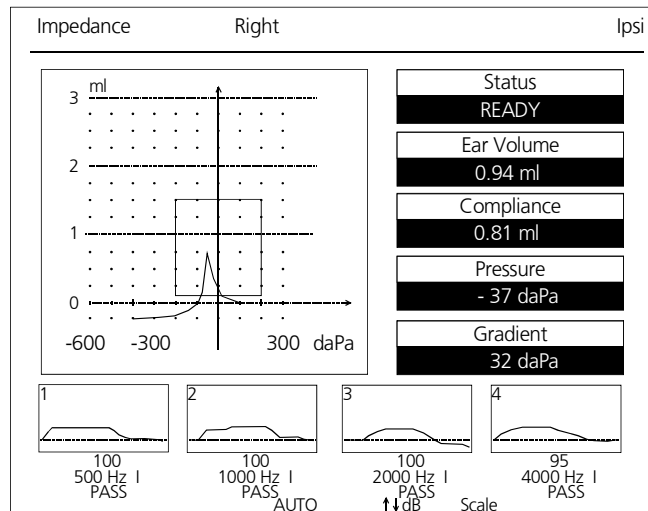 Impedance Right Ipsi
ml
3
2
1
0
-600 -300 300 daPa
Status
READY
Ear Volume
0.94 ml
Compliance
0.81 ml
Pressure
- 37 daPa
Gradient
32 daPa
1 2 3 4
100 100 100 95
500 Hz I 1000 Hz I 2000 Hz I 4000 Hz I
PASS PASS PASS PASS
AUTO ↑↓dB Scale